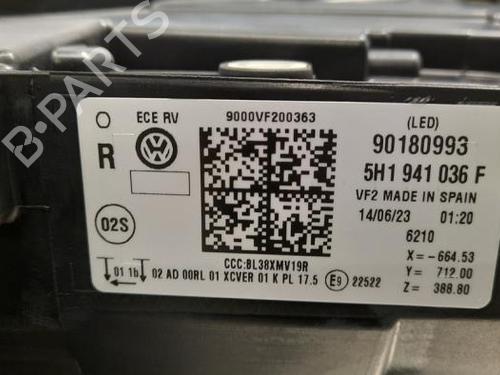 ECE RV
9000VF200363
(LED)
90180993
R
5H1 941 036 F
VF2 MADE IN SPAIN
14/06/23 01:20
6210
02S
X= -664.53
CCC:BL38XMV19R
Y= 712.00
01 1b 02 AD 00RL 01 XCVER 01 K PL 17.5 E9 22522
Z= 388.80
B-PARTS